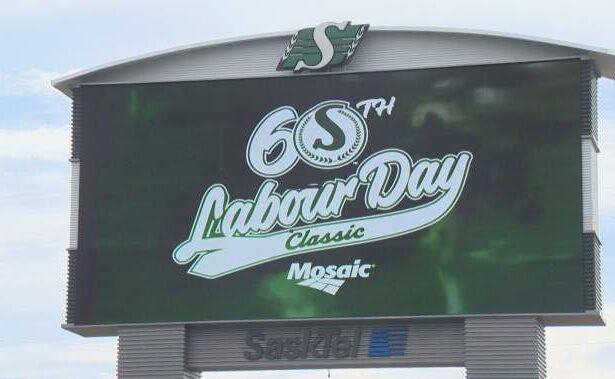 S
60TH
S
Labour Day
Classic
Mosaic
SaskTel